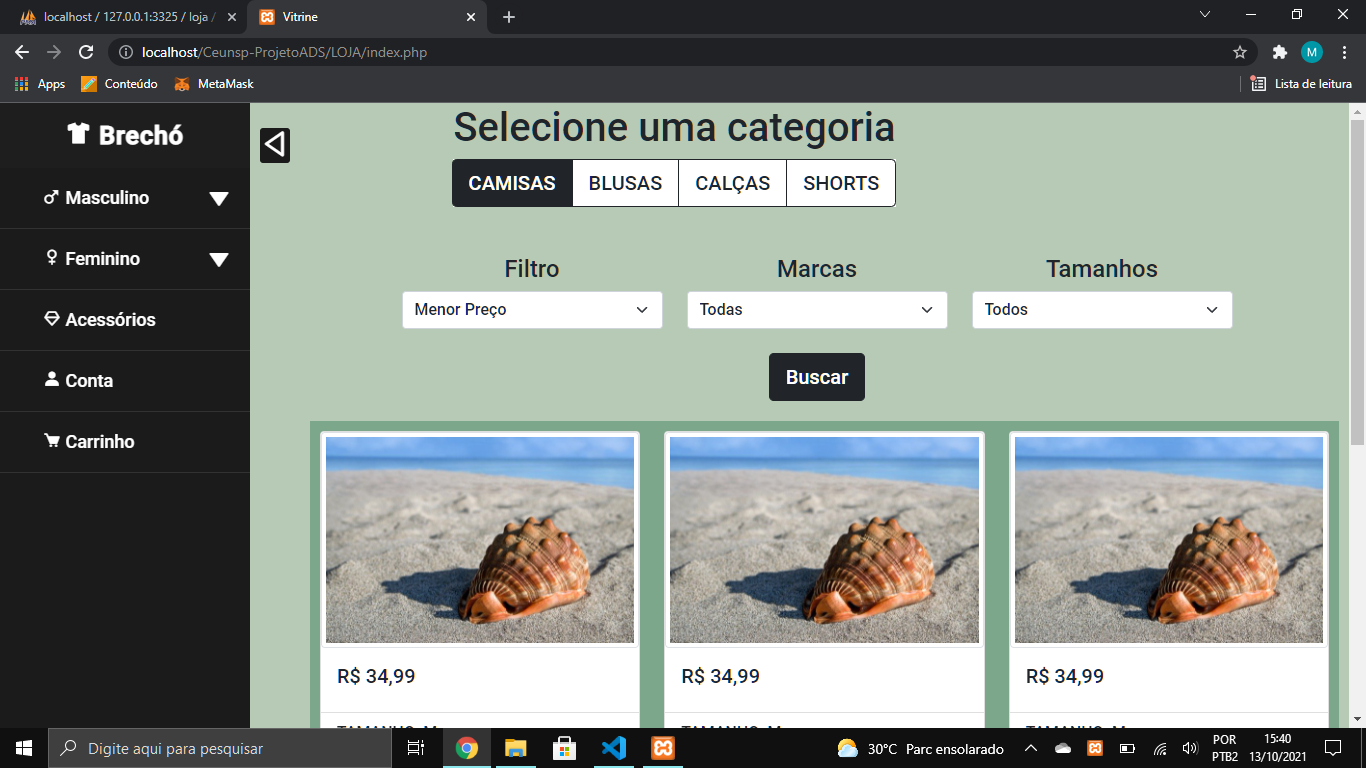 localhost / 127.0.0.1:3325 / loja /
Vitrine
localhost/Ceunsp-ProjetoADS/LOJA/index.php
M
Apps
Conteúdo
MetaMask
Lista de leitura
Brechó
Masculino
Feminino
Acessórios
Conta
Carrinho
Selecione uma categoria
CAMISAS BLUSAS CALÇAS SHORTS
Filtro Marcas Tamanhos
Menor Preço Todas Todos
Buscar
R$ 34,99 R$ 34,99 R$ 34,99
TAMANHO: M TAMANHO: M TAMANHO: M
Digite aqui para pesquisar
30°C Parc ensolarado
POR
PTB2
15:40
13/10/2021